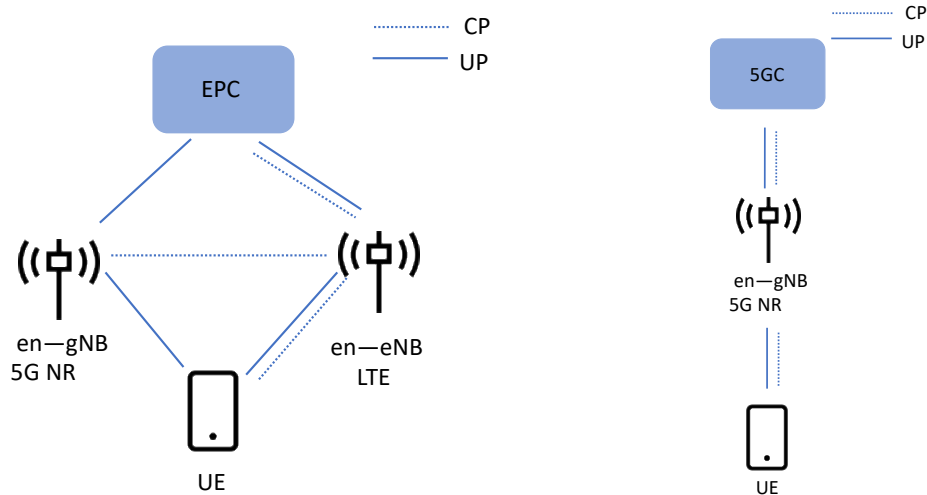 CP
UP
EPC
en—gNB
5G NR
en—eNB
LTE
UE
CP
UP
5GC
en—gNB
5G NR
UE